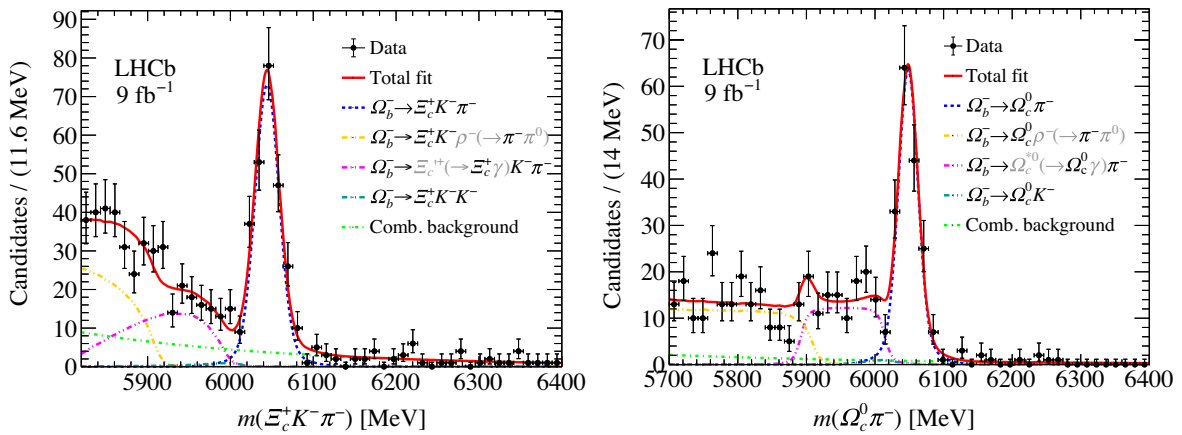 90
80
70
60
50
40
30
20
10
0
Candidates / (11.6 MeV)
LHCb
9 fb⁻¹
Data
Total fit
Ω_b⁻→Ξ_c⁺K⁻π⁻
Ω_b⁻→Ξ_c⁺K⁻ρ⁻(→π⁻π⁰)
Ω_b⁻→Ξ_c'⁺(→Ξ_c⁺γ)K⁻π⁻
Ω_b⁻→Ξ_c⁺K⁻K⁻
Comb. background
5900 6000 6100 6200 6300 6400
m(Ξ_c⁺K⁻π⁻) [MeV]
70
60
50
40
30
20
10
0
Candidates / (14 MeV)
LHCb
9 fb⁻¹
Data
Total fit
Ω_b⁻→Ω_c⁰π⁻
Ω_b⁻→Ω_c⁰ρ⁻(→π⁻π⁰)
Ω_b⁻→Ω_c*⁰(→Ω_c⁰γ)π⁻
Ω_b⁻→Ω_c⁰K⁻
Comb. background
5700 5800 5900 6000 6100 6200 6300 6400
m(Ω_c⁰π⁻) [MeV]